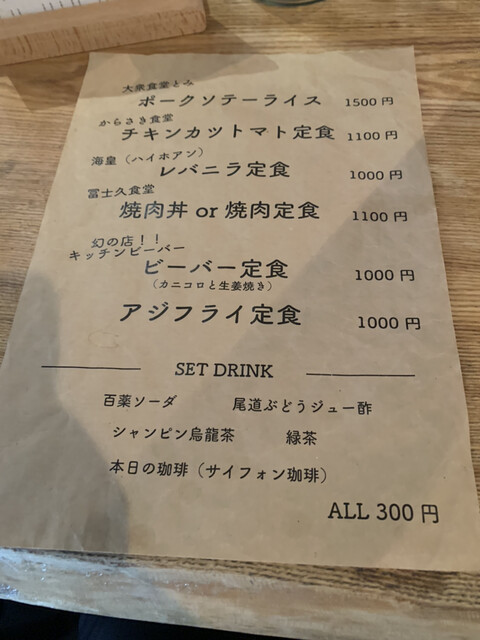 大衆食堂とみ
ポークソテーライス 1500円
からさき食堂
チキンカツトマト定食 1100円
海皇（ハイホアン）
レバニラ定食 1000円
冨士久食堂
焼肉丼 or 焼肉定食 1100円
幻の店！！
キッチンビーバー
ビーバー定食 1000円
（カニコロと生姜焼き）
アジフライ定食 1000円
SET DRINK
百薬ソーダ 尾道ぶどうジュー酢
シャンピン烏龍茶 緑茶
本日の珈琲（サイフォン珈琲）
ALL 300円